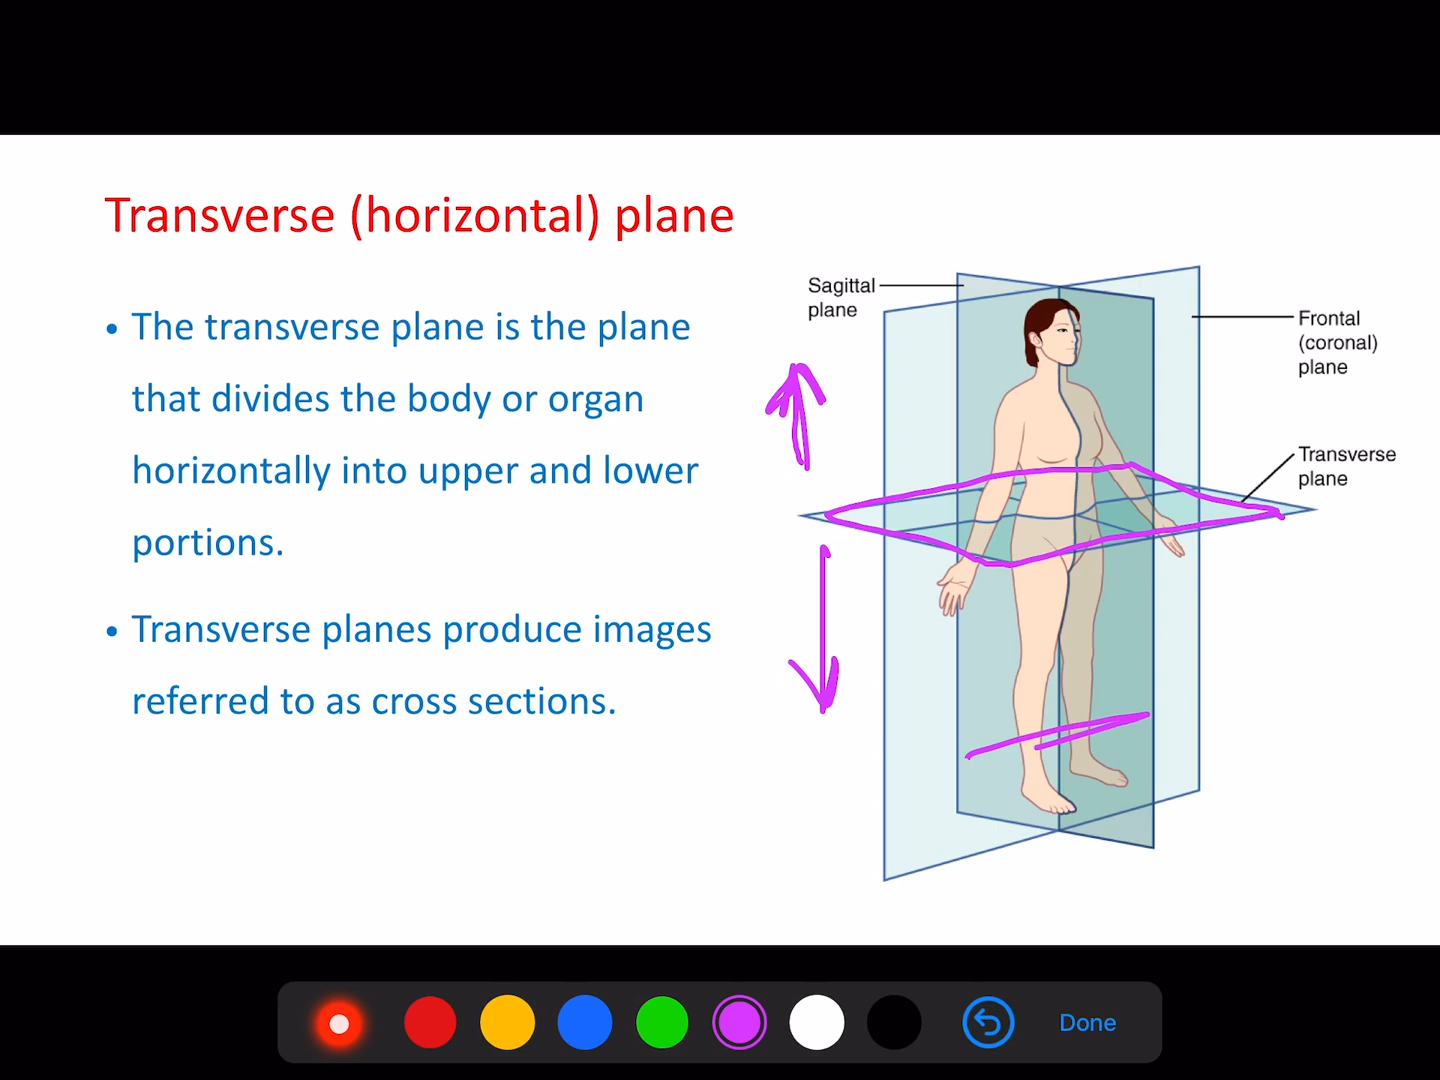 Transverse (horizontal) plane
• The transverse plane is the plane
that divides the body or organ
horizontally into upper and lower
portions.
• Transverse planes produce images
referred to as cross sections.
Sagittal
plane
Frontal
(coronal)
plane
Transverse
plane
Done